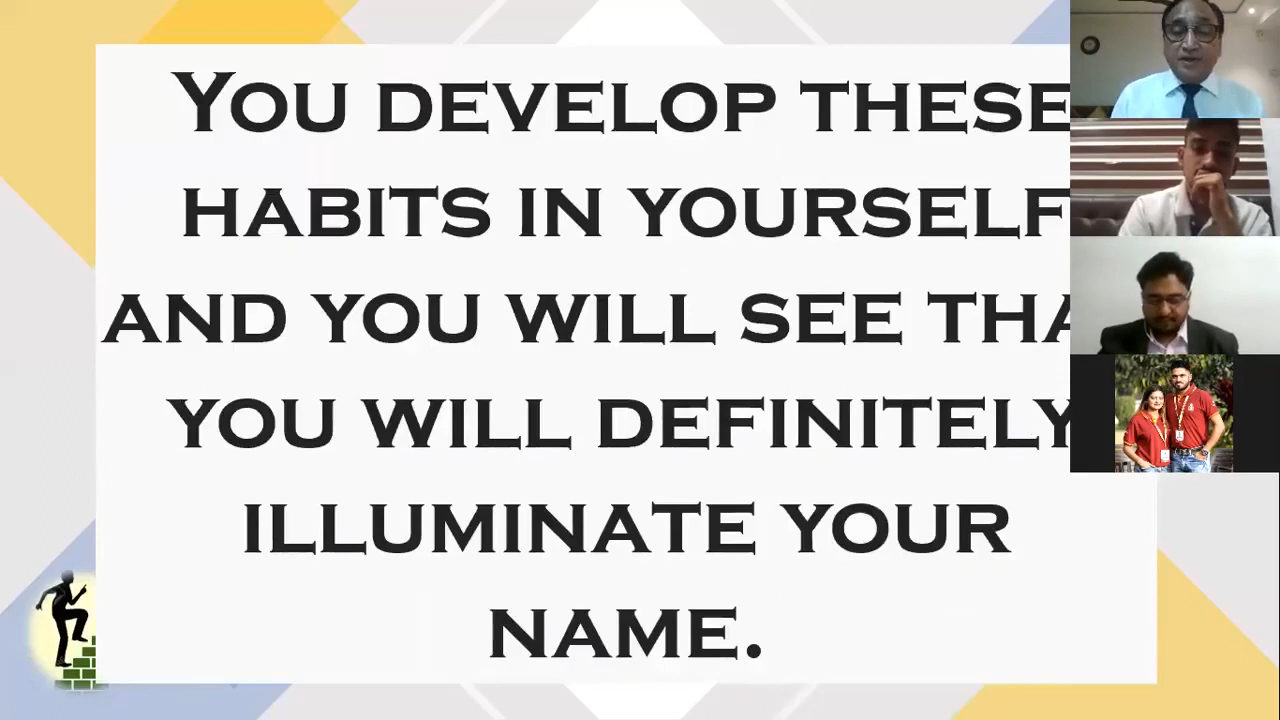 YOU DEVELOP THESE
HABITS IN YOURSELF
AND YOU WILL SEE THA
YOU WILL DEFINITELY
ILLUMINATE YOUR
NAME.